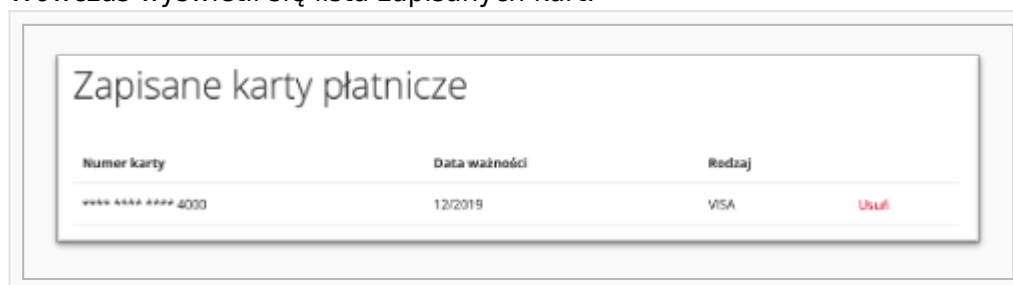 Wówczas wyświetli się lista zapisanych kart.
Zapisane karty płatnicze
Numer karty Data ważności Rodzaj
**** **** **** 4000 12/2019 VISA Usuń